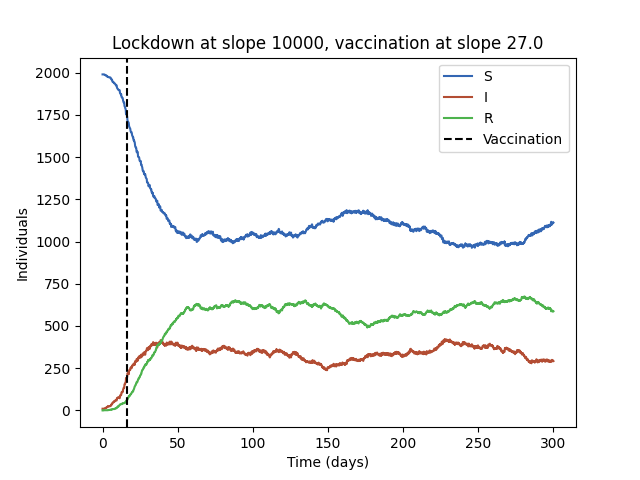 Lockdown at slope 10000, vaccination at slope 27.0
S
I
R
Vaccination
Individuals
2000
1750
1500
1250
1000
750
500
250
0
0 50 100 150 200 250 300
Time (days)